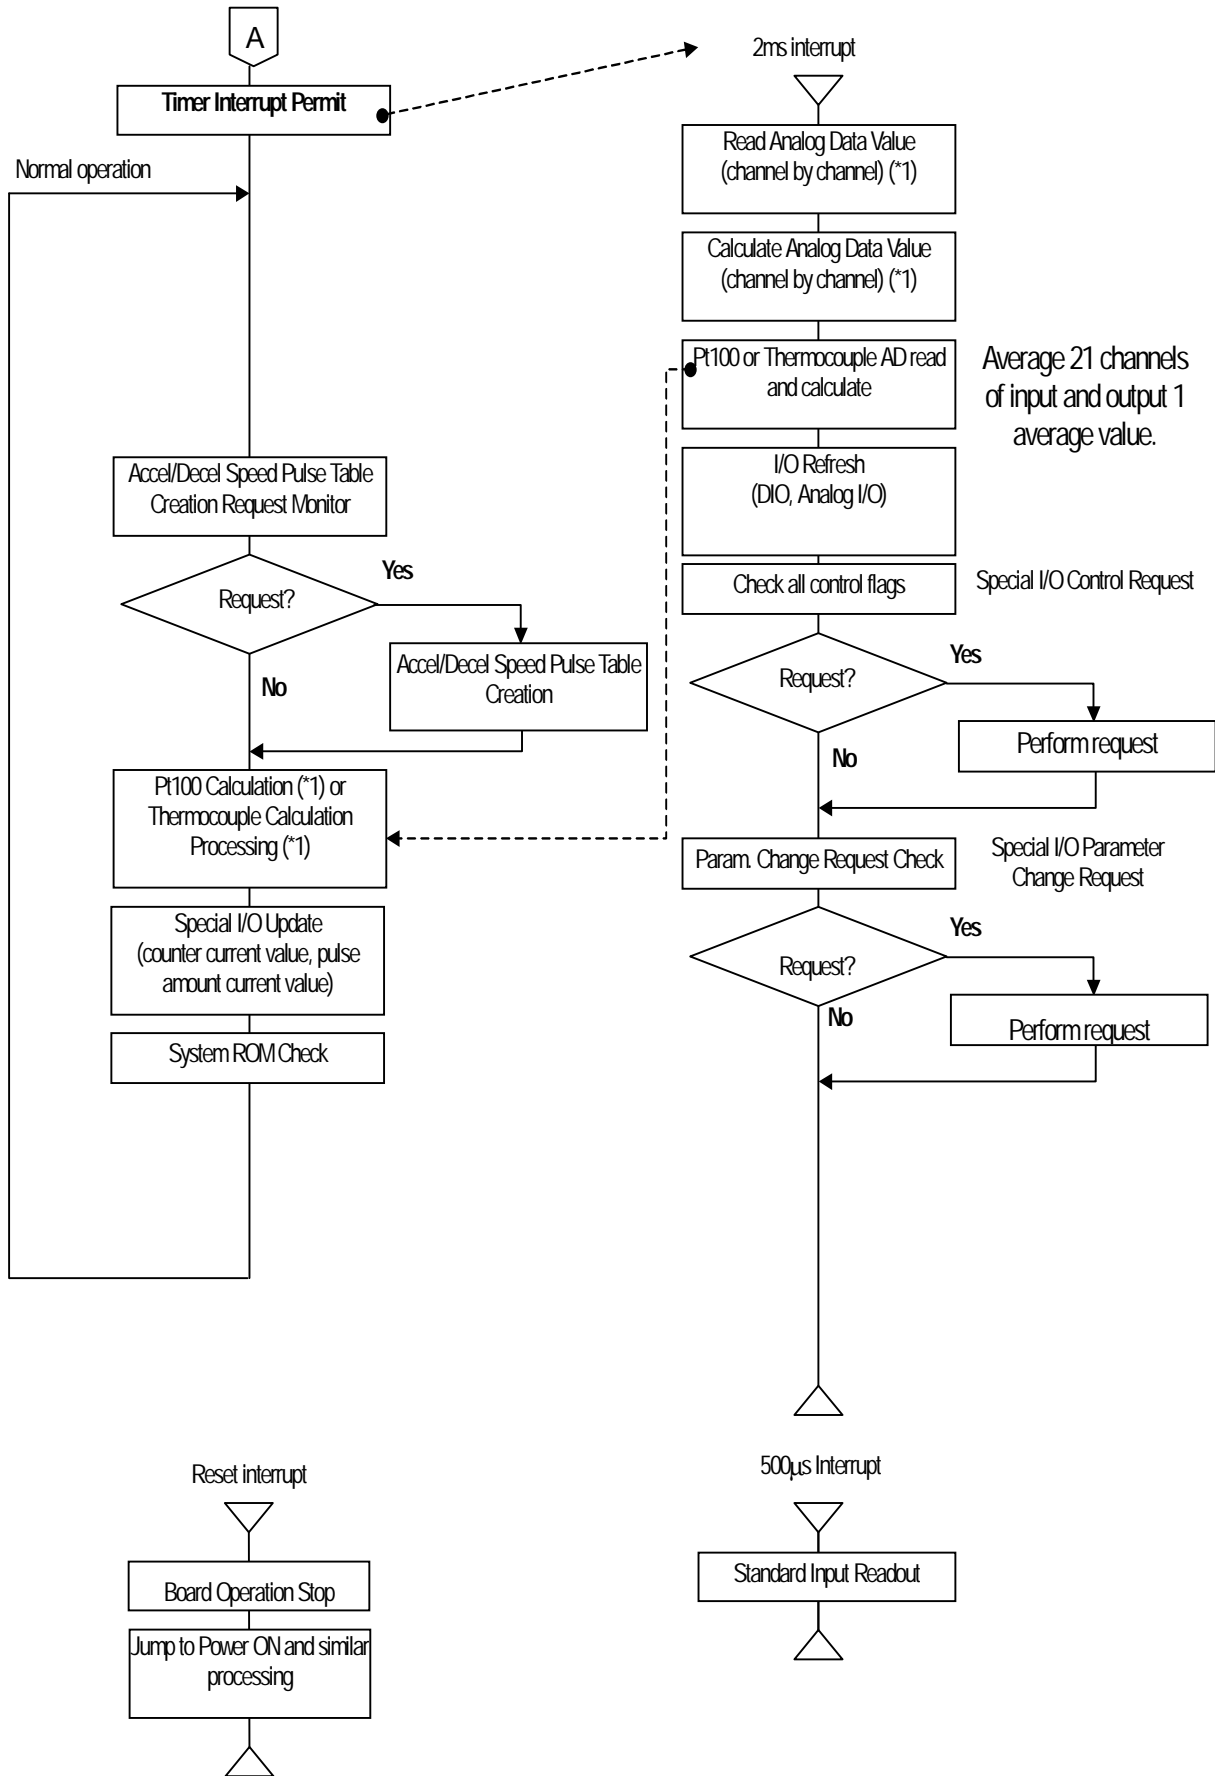 A
Timer Interrupt Permit
Normal operation
Accel/Decel Speed Pulse Table
Creation Request Monitor
Request?
Yes
Accel/Decel Speed Pulse Table
Creation
No
Pt100 Calculation (*1) or
Thermocouple Calculation
Processing (*1)
Special I/O Update
(counter current value, pulse
amount current value)
System ROM Check
2ms interrupt
Read Analog Data Value
(channel by channel) (*1)
Calculate Analog Data Value
(channel by channel) (*1)
Pt100 or Thermocouple AD read
and calculate
Average 21 channels
of input and output 1
average value.
I/O Refresh
(DIO, Analog I/O)
Check all control flags
Special I/O Control Request
Request?
Yes
Perform request
No
Param. Change Request Check
Special I/O Parameter
Change Request
Request?
Yes
Perform request
No
Reset interrupt
Board Operation Stop
Jump to Power ON and similar
processing
500μs Interrupt
Standard Input Readout